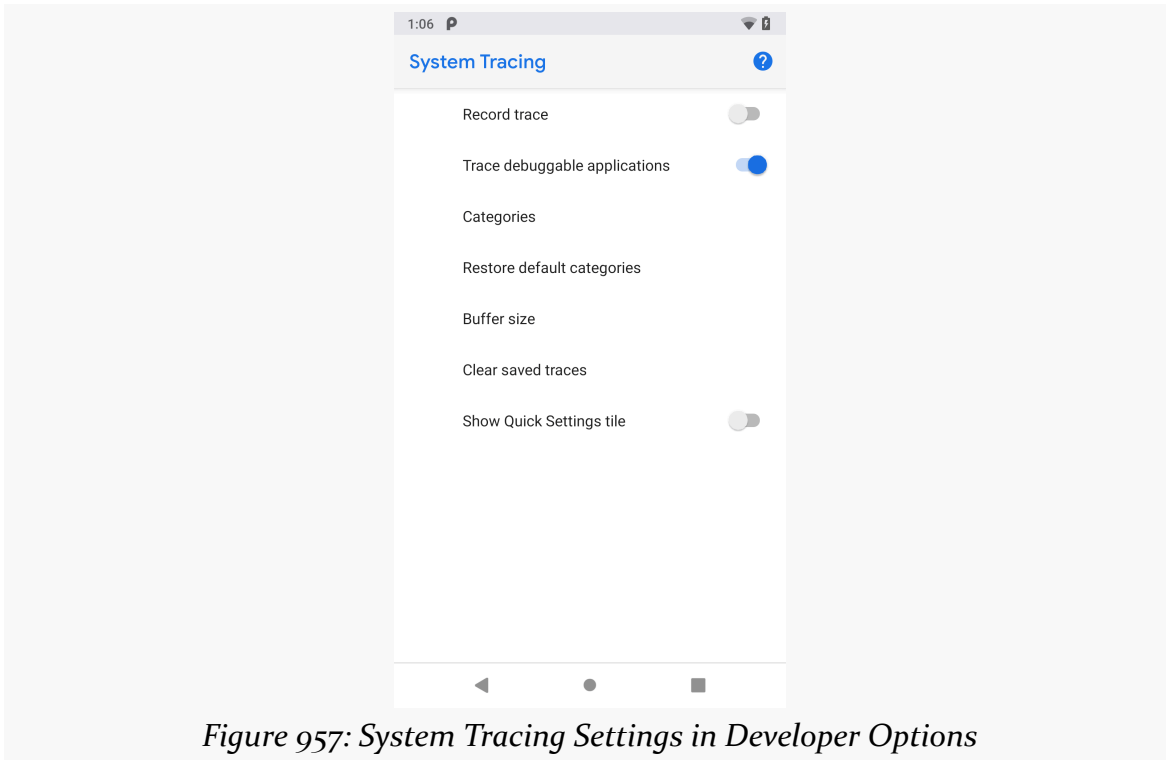 1:06
System Tracing
Record trace
Trace debuggable applications
Categories
Restore default categories
Buffer size
Clear saved traces
Show Quick Settings tile
Figure 957: System Tracing Settings in Developer Options